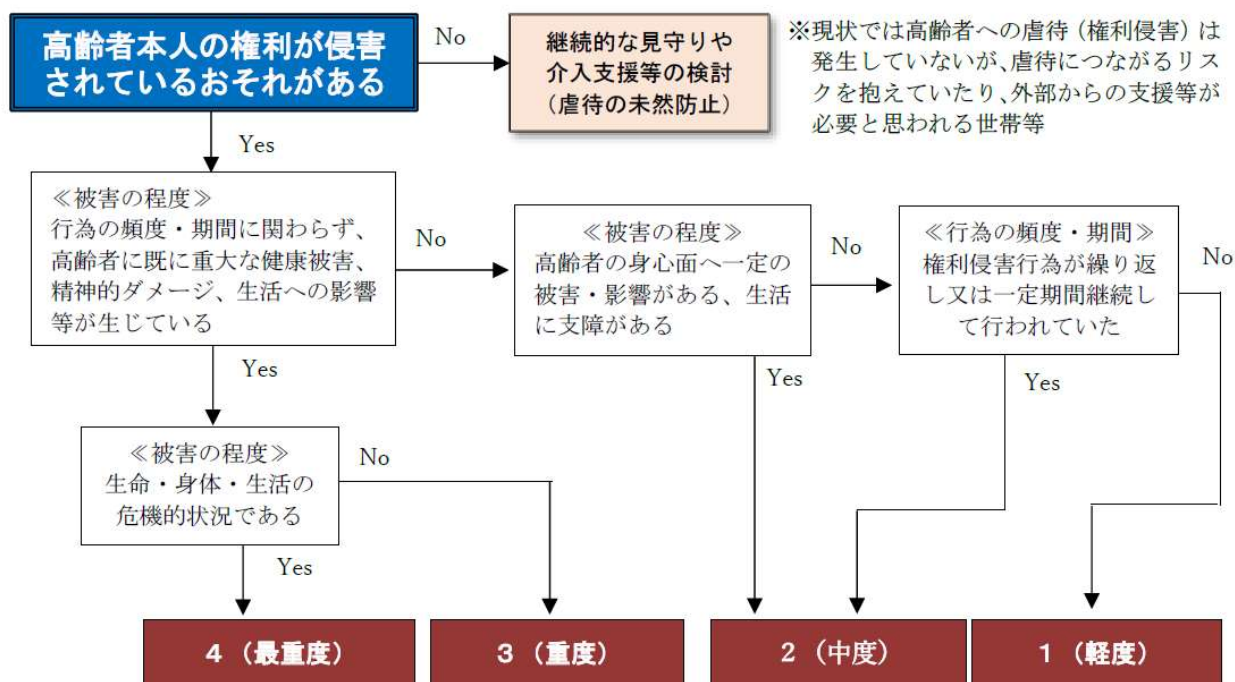 高齢者本人の権利が侵害
されているおそれがある
No
継続的な見守りや
介入支援等の検討
(虐待の未然防止)
※現状では高齢者への虐待（権利侵害）は
発生していないが、虐待につながるリス
クを抱えていたり、外部からの支援等が
必要と思われる世帯等
Yes
≪被害の程度≫
行為の頻度・期間に関わらず、
高齢者に既に重大な健康被害、
精神的ダメージ、生活への影響
等が生じている
No
≪被害の程度≫
高齢者の身心面へ一定の
被害・影響がある、生活
に支障がある
No
≪行為の頻度・期間≫
権利侵害行為が繰り返
し又は一定期間継続し
て行われていた
No
Yes
Yes
Yes
≪被害の程度≫
生命・身体・生活の
危機的状況である
No
Yes
４（最重度）
３（重度）
２（中度）
１（軽度）